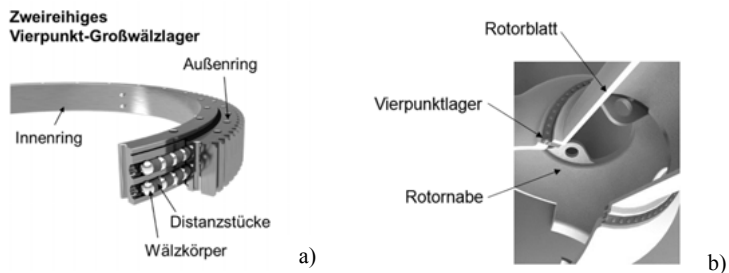 Zweireihiges
Vierpunkt-Großwälzlager
Außenring
Innenring
Distanzstücke
Wälzkörper
a)
Rotorblatt
Vierpunktlager
Rotornabe
b)